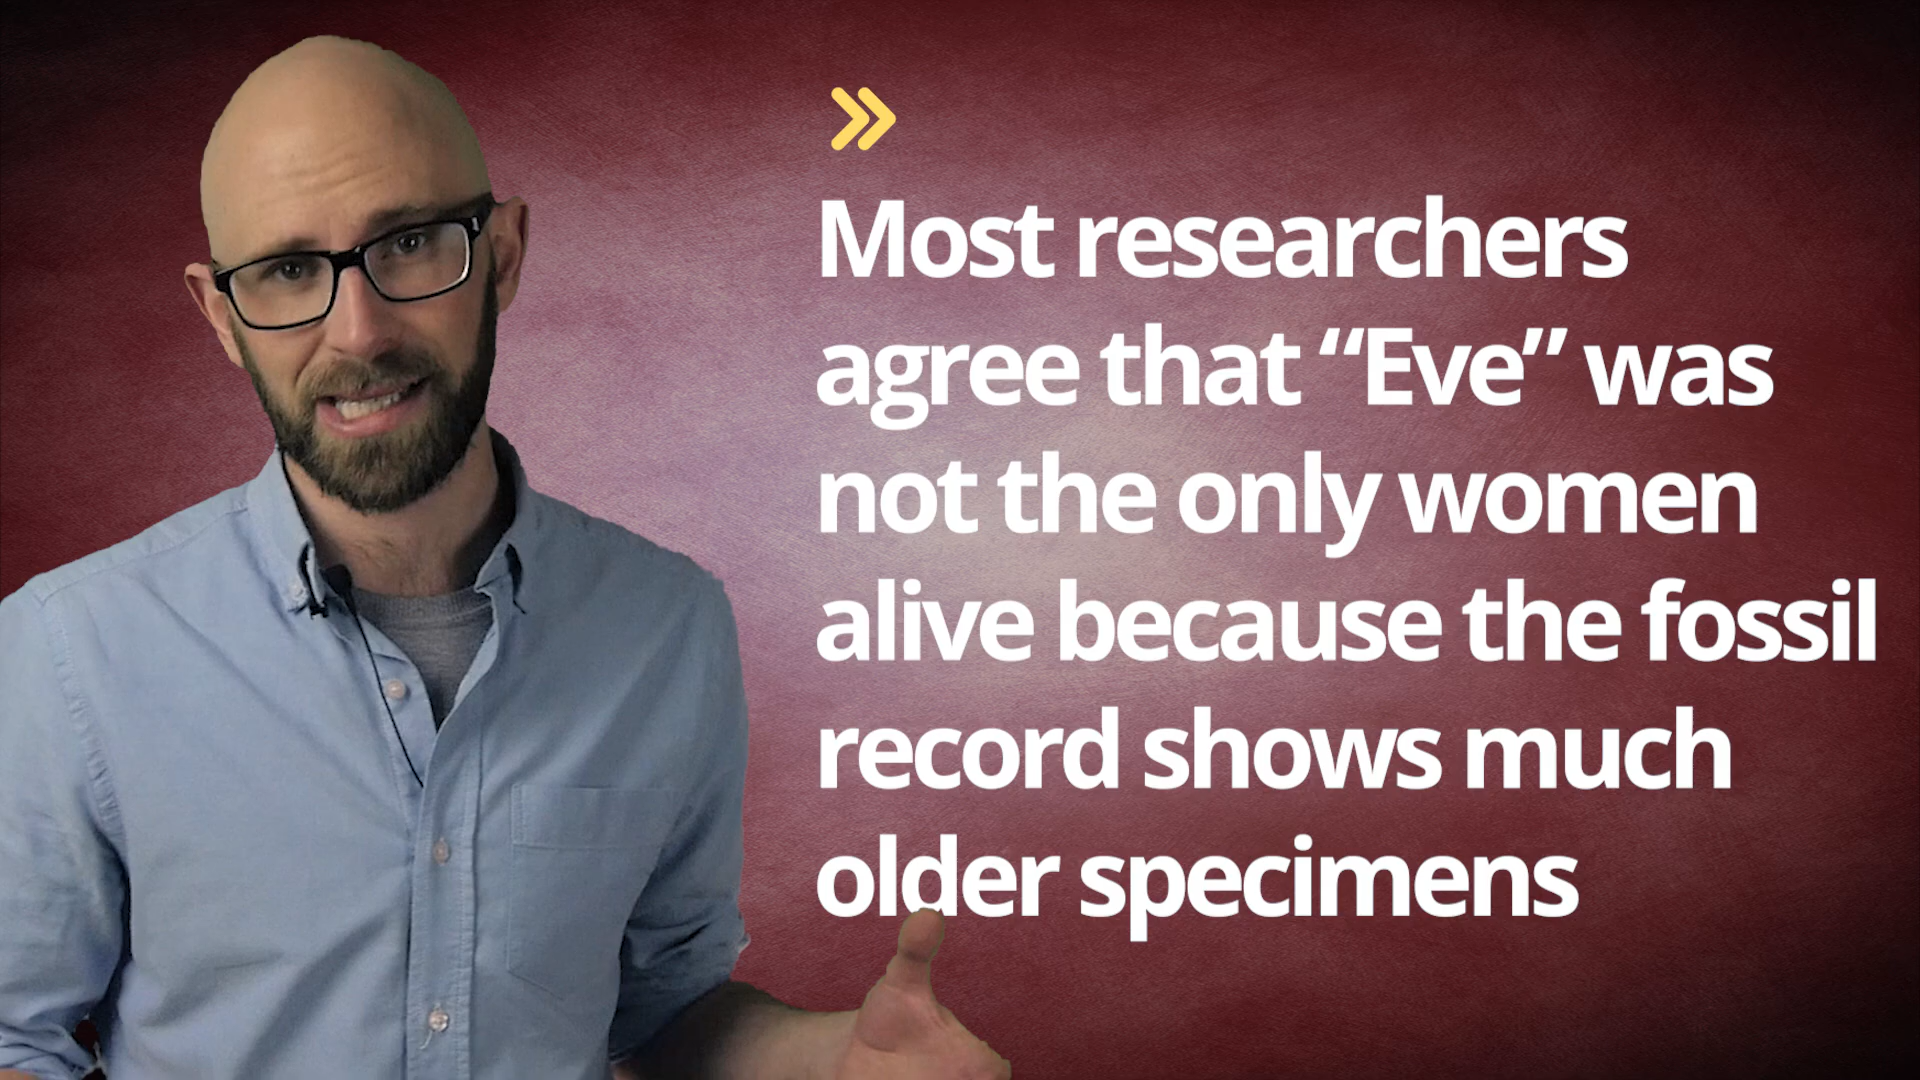 Most researchers
agree that “Eve” was
not the only women
alive because the fossil
record shows much
older specimens